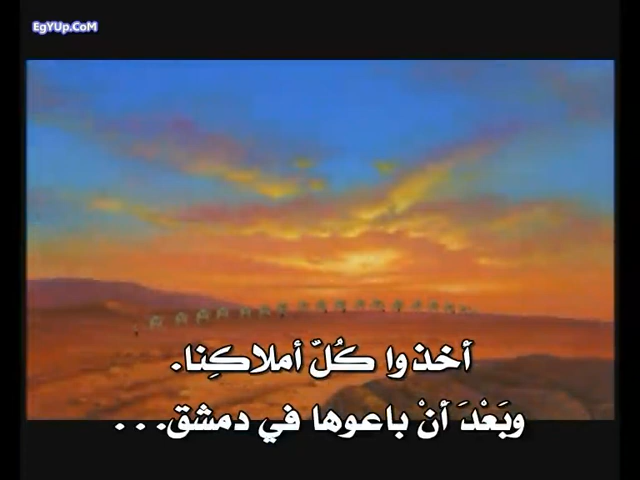 EgYUp.CoM
أخذوا كُلّ أملاكِنا.
وبَعْدَ أنْ باعوها في دمشق...